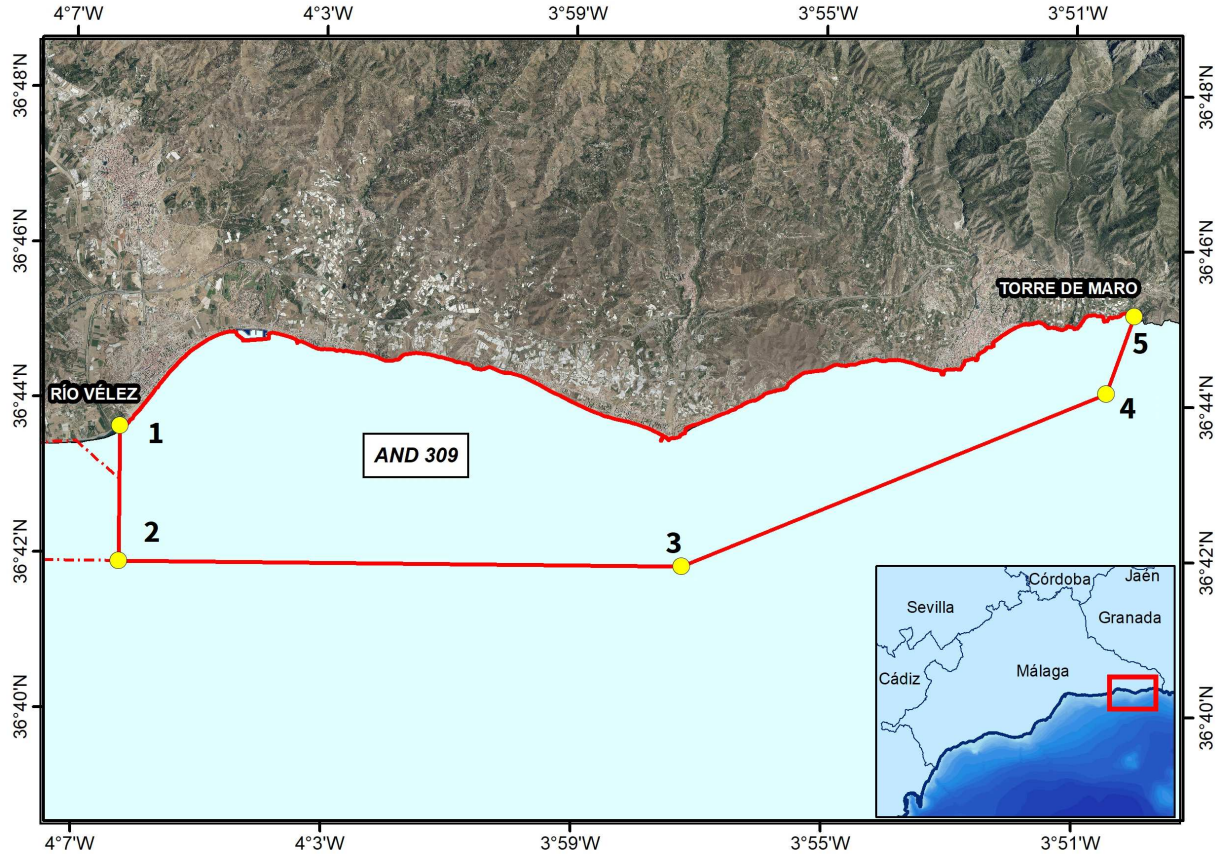 4°7'W
4°3'W
3°59'W
3°55'W
3°51'W
36°48'N
36°48'N
36°46'N
36°46'N
TORRE DE MARO
5
36°44'N
36°44'N
RÍO VÉLEZ
4
1
AND 309
2
3
36°42'N
36°42'N
Córdoba
Jaén
Sevilla
Granada
Málaga
Cádiz
36°40'N
36°40'N
4°7'W
4°3'W
3°59'W
3°55'W
3°51'W